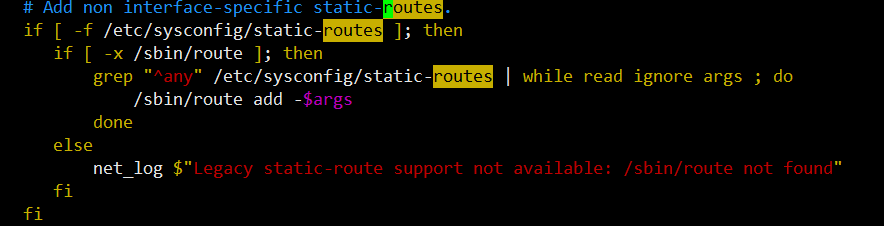 # Add non interface-specific static-routes.
if [ -f /etc/sysconfig/static-routes ]; then
   if [ -x /sbin/route ]; then
       grep "^any" /etc/sysconfig/static-routes | while read ignore args ; do
           /sbin/route add -$args
       done
   else
       net_log $"Legacy static-route support not available: /sbin/route not found"
   fi
fi